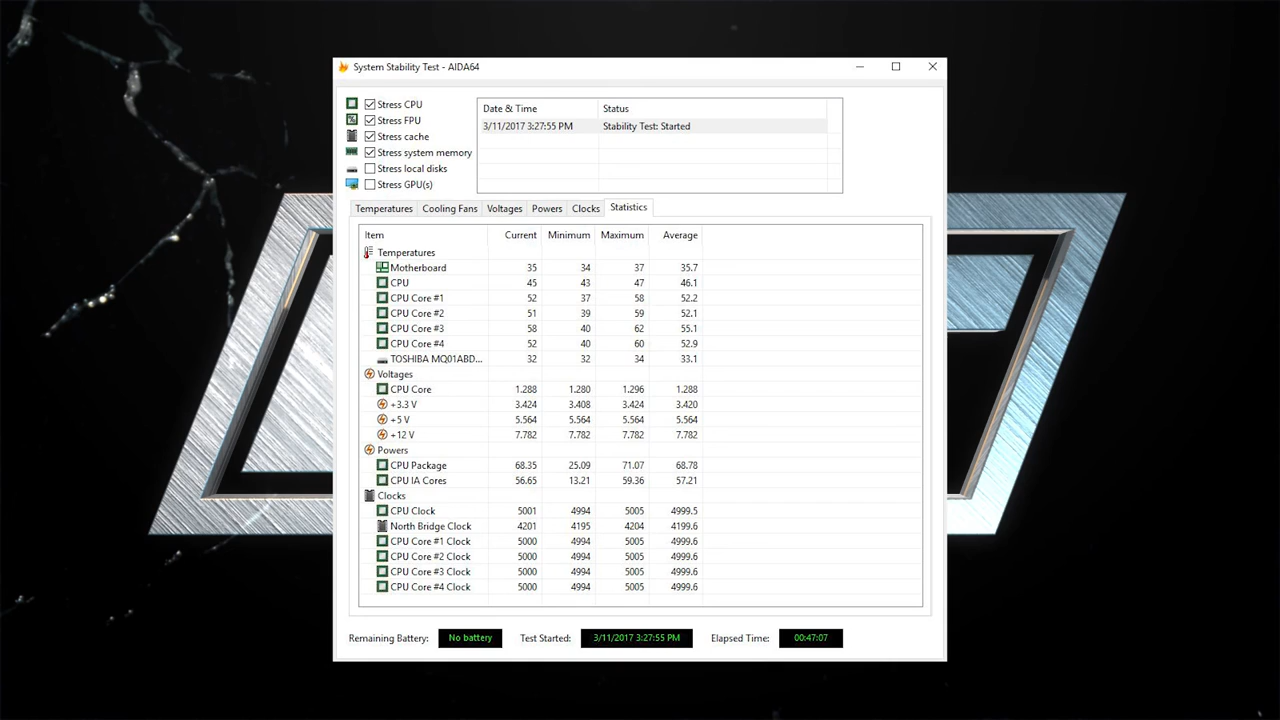 System Stability Test - AIDA64
Stress CPU
Stress FPU
Stress cache
Stress system memory
Stress local disks
Stress GPU(s)
Date & Time Status
3/11/2017 3:27:55 PM Stability Test: Started
Temperatures Cooling Fans Voltages Powers Clocks Statistics
Item Current Minimum Maximum Average
Temperatures
Motherboard 35 34 37 35.7
CPU 45 43 47 46.1
CPU Core #1 52 37 58 52.2
CPU Core #2 51 39 59 52.1
CPU Core #3 58 40 62 55.1
CPU Core #4 52 40 60 52.9
TOSHIBA MQ01ABD... 32 32 34 33.1
Voltages
CPU Core 1.288 1.280 1.296 1.288
+3.3 V 3.424 3.408 3.424 3.420
+5 V 5.564 5.564 5.564 5.564
+12 V 7.782 7.782 7.782 7.782
Powers
CPU Package 68.35 25.09 71.07 68.78
CPU IA Cores 56.65 13.21 59.36 57.21
Clocks
CPU Clock 5001 4994 5005 4999.5
North Bridge Clock 4201 4195 4204 4199.6
CPU Core #1 Clock 5000 4994 5005 4999.6
CPU Core #2 Clock 5000 4994 5005 4999.6
CPU Core #3 Clock 5000 4994 5005 4999.6
CPU Core #4 Clock 5000 4994 5005 4999.6
Remaining Battery: No battery Test Started: 3/11/2017 3:27:55 PM Elapsed Time: 00:47:07